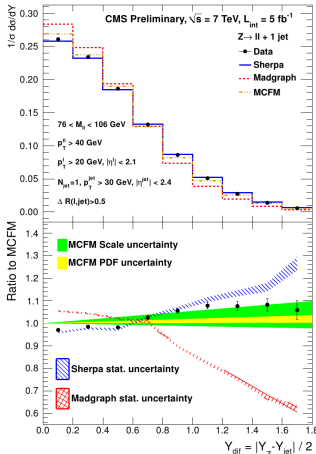 CMS Preliminary, √s = 7 TeV, L_int = 5 fb⁻¹
Z→ ll + 1 jet
Data
Sherpa
Madgraph
MCFM
1/σ dσ/dY
0.30
0.25
0.20
0.15
0.10
0.05
0.00
76 < M_ll < 106 GeV
p_T^ll > 40 GeV
p_T^l > 20 GeV, |η^l| < 2.1
N_jet=1, p_T^jet > 30 GeV, |η^jet| < 2.4
Δ R(l,jet)>0.5
Ratio to MCFM
1.4
1.3
1.2
1.1
1.0
0.9
0.8
0.7
0.6
MCFM Scale uncertainty
MCFM PDF uncertainty
Sherpa stat. uncertainty
Madgraph stat. uncertainty
0.0 0.2 0.4 0.6 0.8 1.0 1.2 1.4 1.6 1.8
Y_dif = |Y_Z-Y_jet| / 2